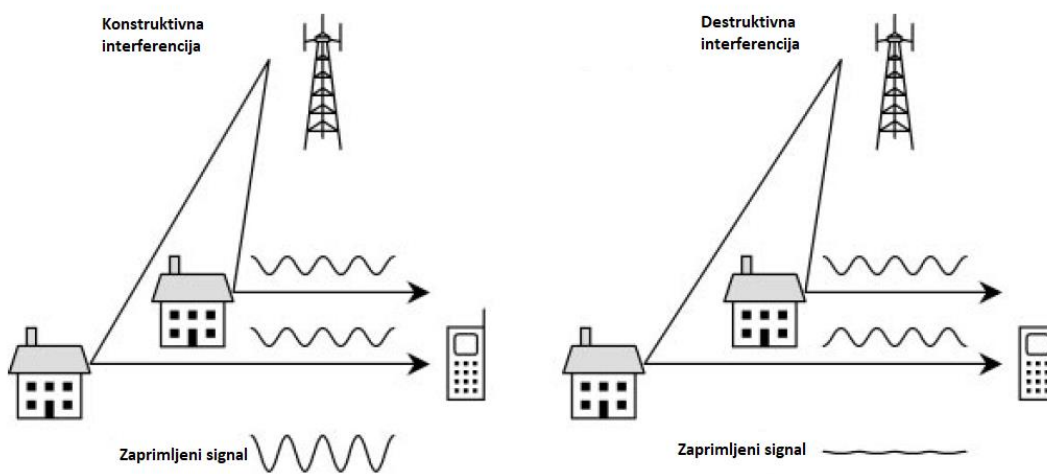 Konstruktivna
interferencija
Destruktivna
interferencija
Zaprimljeni signal
Zaprimljeni signal